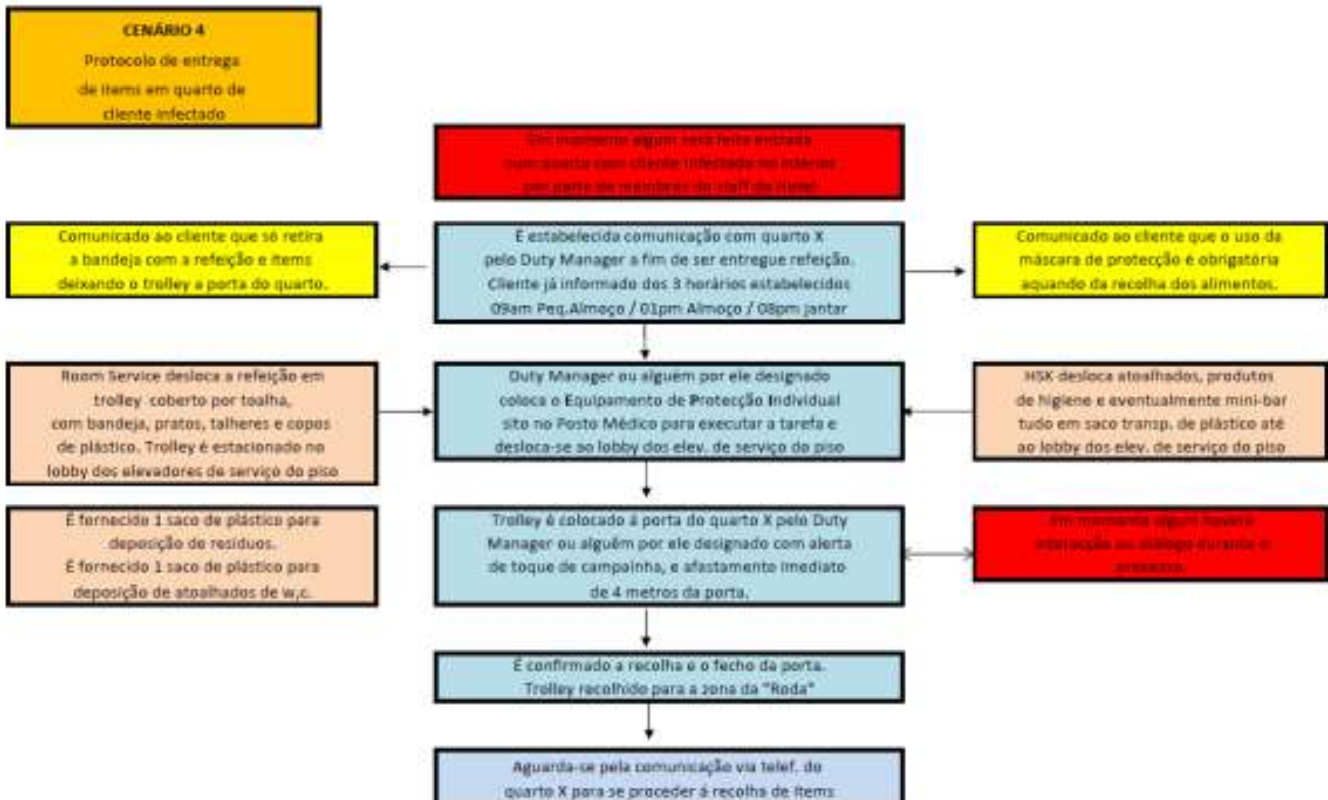 CENÁRIO 4
Protocolo de entrega
de items em quarto de
cliente infectado
Em momento algum será feita entrada
num quarto com cliente infectado no interior
por parte de membros do staff do Hotel
Comunicado ao cliente que só retira
a bandeja com a refeição e items
deixando o trolley a porta do quarto.
É estabelecida comunicação com quarto X
pelo Duty Manager a fim de ser entregue refeição.
Cliente já informado dos 3 horários estabelecidos
09am Peq.Almoço / 01pm Almoço / 08pm jantar
Comunicado ao cliente que o uso da
máscara de protecção é obrigatória
aquando da recolha dos alimentos.
Room Service desloca a refeição em
trolley coberto por toalha,
com bandeja, pratos, talheres e copos
de plástico. Trolley é estacionado no
lobby dos elevadores de serviço do piso
Duty Manager ou alguém por ele designado
coloca o Equipamento de Protecção Individual
sito no Posto Médico para executar a tarefa e
desloca-se ao lobby dos elev. de serviço do piso
HSK desloca atoalhados, produtos
de higiene e eventualmente mini-bar
tudo em saco transp. de plástico até
ao lobby dos elev. de serviço do piso
É fornecido 1 saco de plástico para
deposição de resíduos.
É fornecido 1 saco de plástico para
deposição de atoalhados de w,c.
Trolley é colocado á porta do quarto X pelo Duty
Manager ou alguém por ele designado com alerta
de toque de campainha, e afastamento imediato
de 4 metros da porta.
Em momento algum haverá
interacção ou diálogo durante o
processo.
É confirmado a recolha e o fecho da porta.
Trolley recolhido para a zona da "Roda"
Aguarda-se pela comunicação via telef. do
quarto X para se proceder á recolha de items